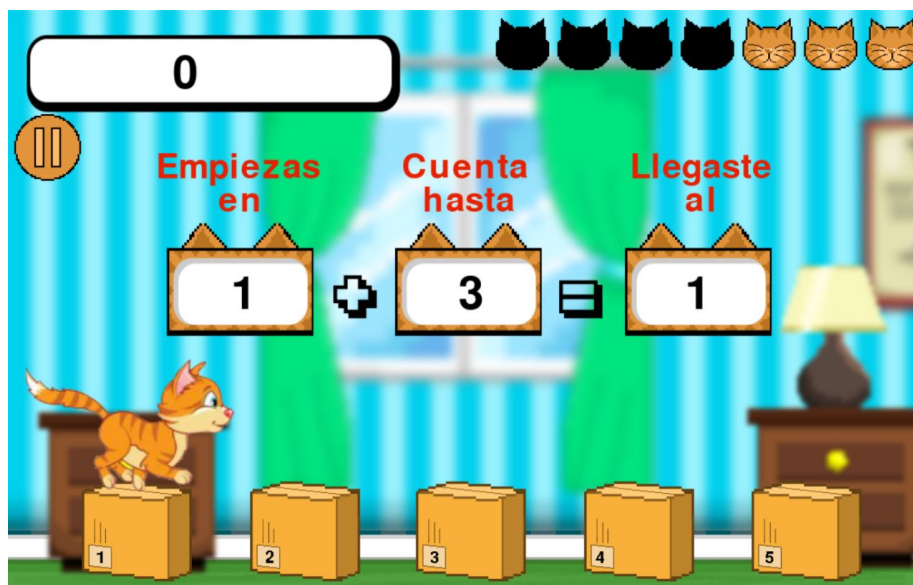 0
Empiezas
en
Cuenta
hasta
Llegaste
al
1 + 3 = 1
1 2 3 4 5